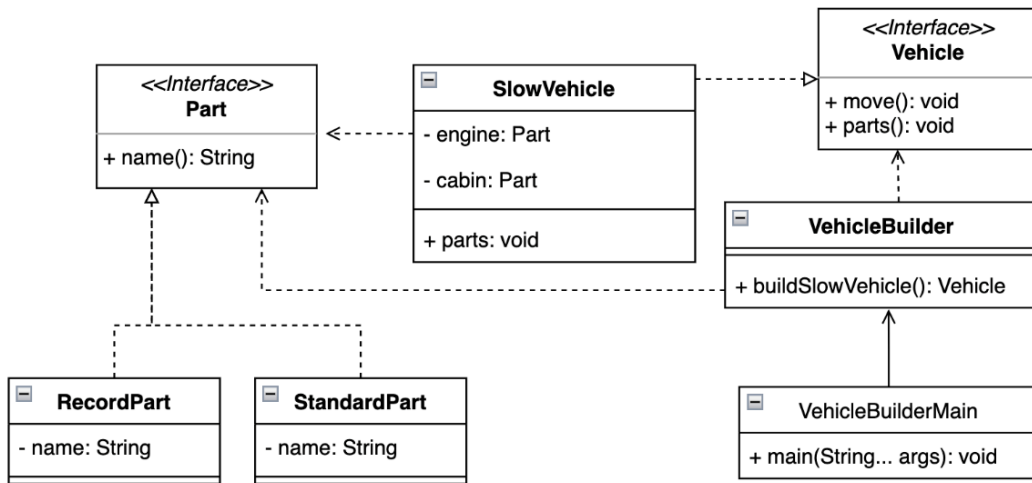 <<Interface>>
Part
+ name(): String
SlowVehicle
- engine: Part
- cabin: Part
+ parts: void
<<Interface>>
Vehicle
+ move(): void
+ parts(): void
VehicleBuilder
+ buildSlowVehicle(): Vehicle
RecordPart
- name: String
StandardPart
- name: String
VehicleBuilderMain
+ main(String... args): void